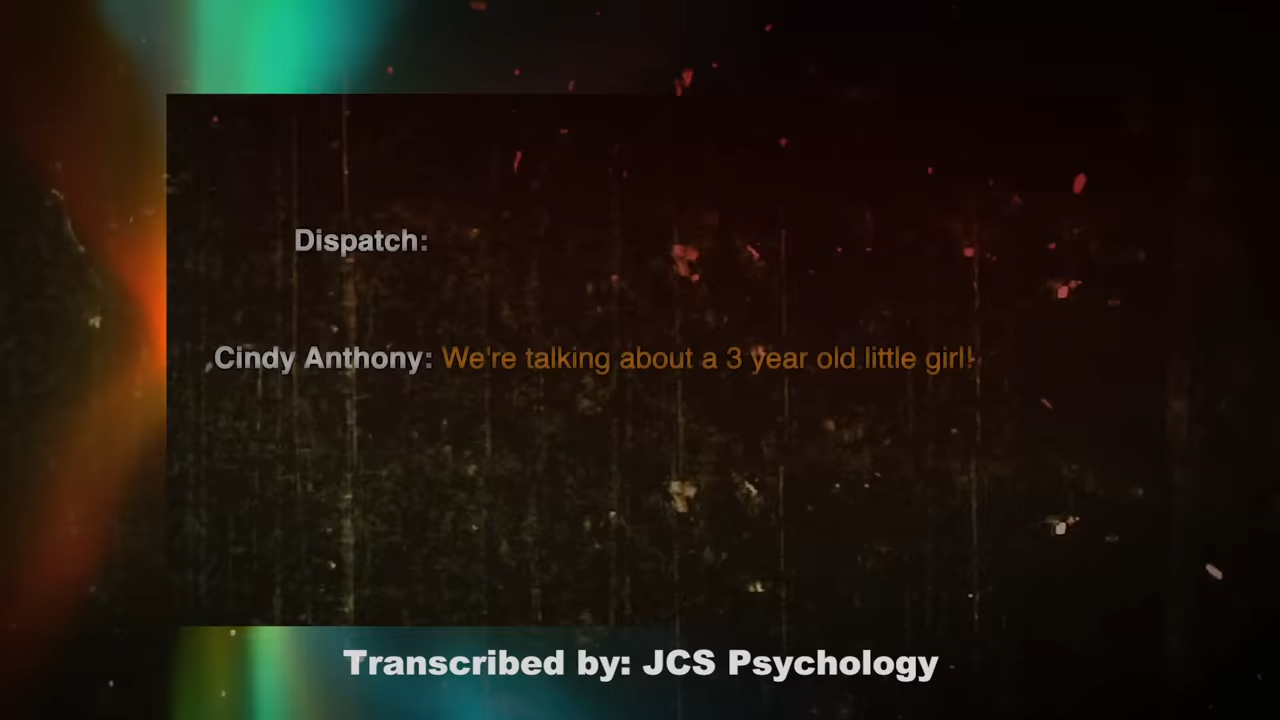 Dispatch:
Cindy Anthony: We're talking about a 3 year old little girl!
Transcribed by: JCS Psychology